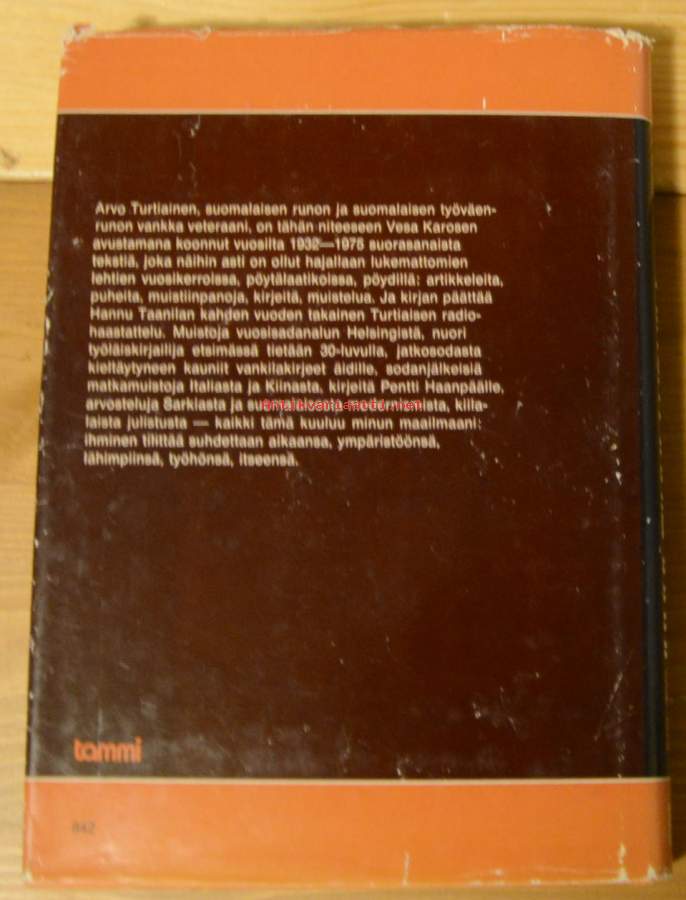 Arvo Turtiainen, suomalaisen runon ja suomalaisen työväen-
runon vankka veteraani, on tähän niteeseen Vesa Karosen
avustamana koonnut vuosilta 1932—1975 suorasanaista
tekstiä, joka näihin asti on ollut hajallaan lukemattomien
lehtien vuosikerroissa, pöytälaatikoissa, pöydillä: artikkeleita,
puheita, muistiinpanoja, kirjeitä, muistelua. Ja kirjan päättää
Hannu Taanilan kahden vuoden takainen Turtiaisen radio-
haastattelu. Muistoja vuosisadanalun Helsingistä, nuori
työläiskirjailija etsimässä tietään 30-luvulla, jatkosodasta
kieltäytyneen kauniit vankilakirjeet äidille, sodanjälkeisiä
matkamuistoja Italiasta ja Kiinasta, kirjeitä Pentti Haanpäälle,
arvosteluja Sarkiasta ja
antikvariaatti.net
kiila-
laista julistusta — kaikki tämä kuuluu minun maailmaani:
ihminen tilittää suhdettaan aikaansa, ympäristöönsä,
lähimpiinsä, työhönsä, itseensä.
tammi
842